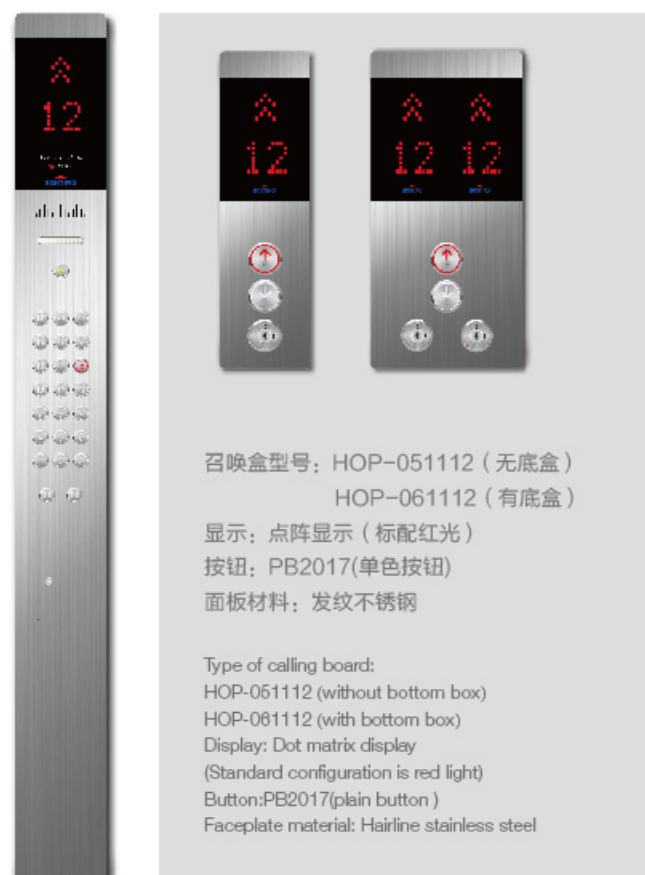 12
12
12
12
召唤盒型号：HOP-051112（无底盒）
HOP-061112（有底盒）
显示：点阵显示（标配红光）
按钮：PB2017(单色按钮)
面板材料：发纹不锈钢
Type of calling board:
HOP-051112 (without bottom box)
HOP-061112 (with bottom box)
Display: Dot matrix display
(Standard configuration is red light)
Button:PB2017(plain button )
Faceplate material: Hairline stainless steel